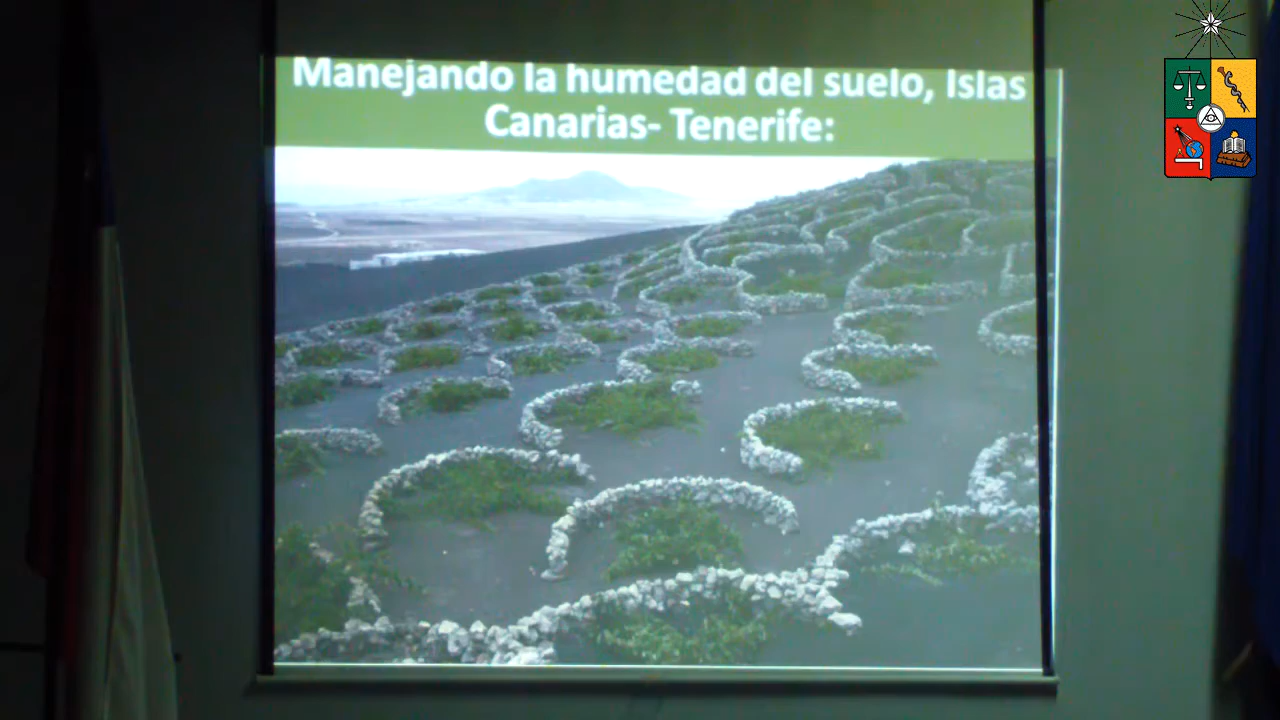 Manejando la humedad del suelo, Islas
Canarias- Tenerife: